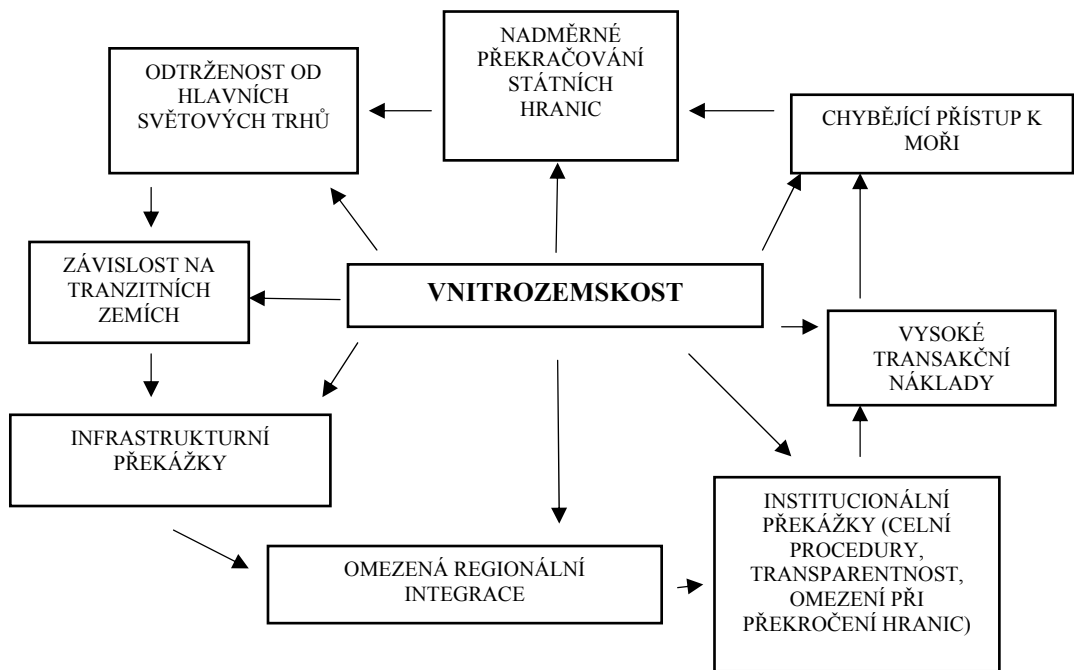 NADMĚRNÉ
PŘEKRAČOVÁNÍ
STÁTNÍCH
HRANIC
ODTRŽENOST OD
HLAVNÍCH
SVĚTOVÝCH TRHŮ
CHYBĚJÍCÍ PŘÍSTUP K
MOŘI
ZÁVISLOST NA
TRANZITNÍCH
ZEMÍCH
VNITROZEMSKOST
VYSOKÉ
TRANSAKČNÍ
NÁKLADY
INFRASTRUKTURNÍ
PŘEKÁŽKY
INSTITUCIONÁLNÍ
PŘEKÁŽKY (CELNÍ
PROCEDURY,
TRANSPARENTNOST,
OMEZENÍ PŘI
PŘEKROČENÍ HRANIC)
OMEZENÁ REGIONÁLNÍ
INTEGRACE